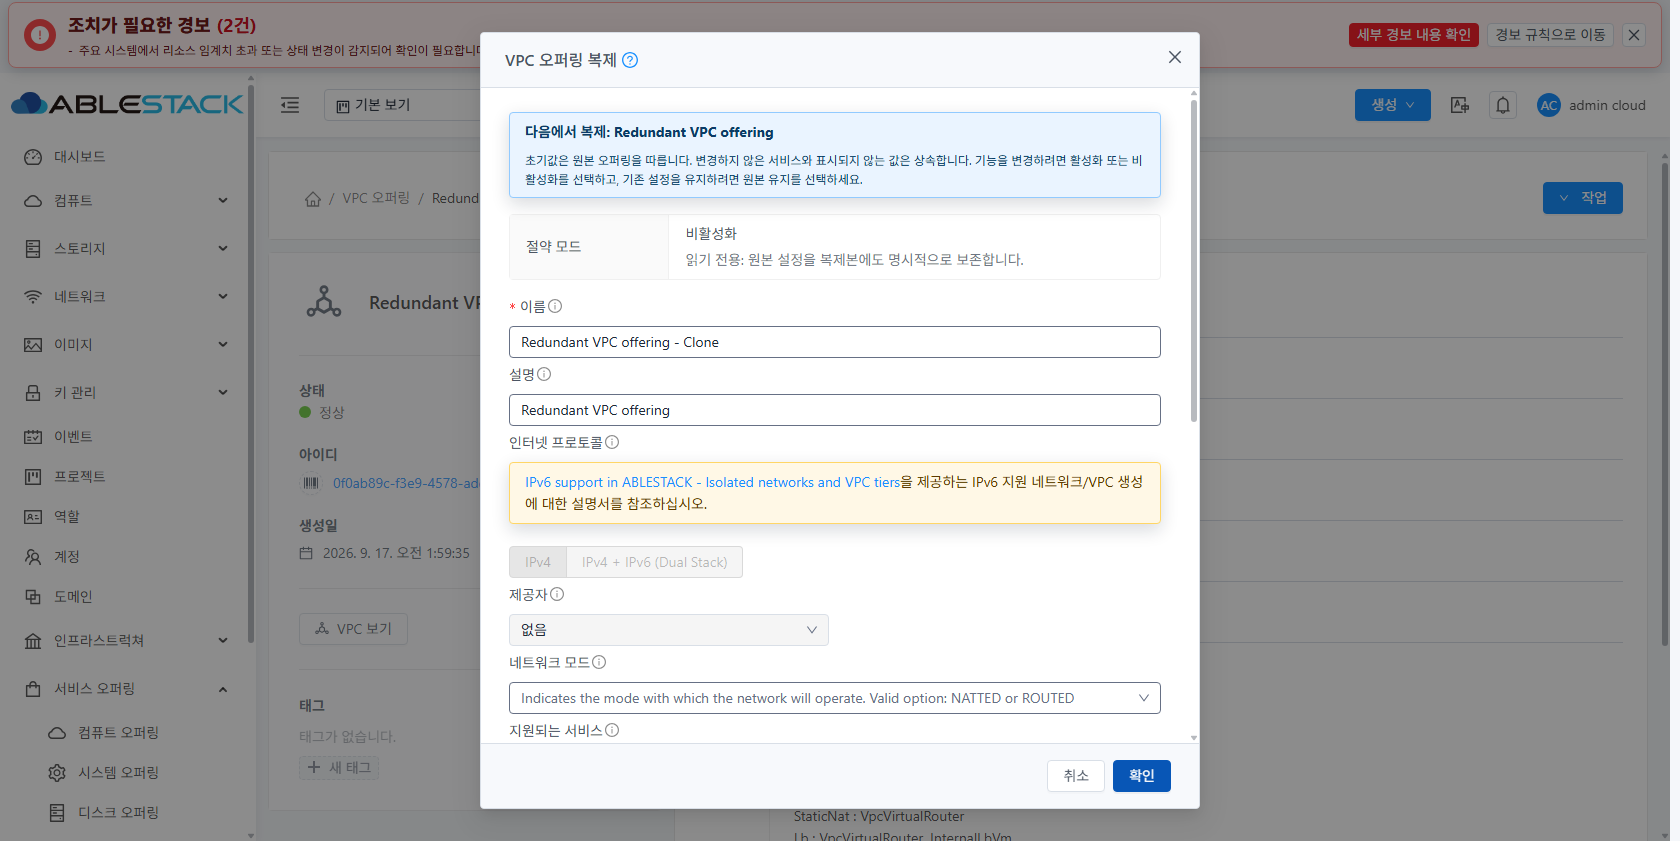 조치가 필요한 경보 (2건)
- 주요 시스템에서 리소스 임계치 초과 또는 상태 변경이 감지되어 확인이 필요합니다
세부 경보 내용 확인
경보 규칙으로 이동
ABLESTACK
기본 보기
생성
AC
admin cloud
대시보드
컴퓨트
스토리지
네트워크
이미지
키 관리
이벤트
프로젝트
역할
계정
도메인
인프라스트럭쳐
서비스 오퍼링
컴퓨트 오퍼링
시스템 오퍼링
디스크 오퍼링
/ VPC 오퍼링 / Redund
작업
Redundant VP
상태
정상
아이디
0f0ab89c-f3e9-4578-ad
생성일
2026. 9. 17. 오전 1:59:35
VPC 보기
태그
태그가 없습니다.
새 태그
VPC 오퍼링 복제
다음에서 복제: Redundant VPC offering
초기값은 원본 오퍼링을 따릅니다. 변경하지 않은 서비스와 표시되지 않는 값은 상속합니다. 기능을 변경하려면 활성화 또는 비
활성화를 선택하고, 기존 설정을 유지하려면 원본 유지를 선택하세요.
절약 모드
비활성화
읽기 전용: 원본 설정을 복제본에도 명시적으로 보존합니다.
* 이름
Redundant VPC offering - Clone
설명
Redundant VPC offering
인터넷 프로토콜
IPv6 support in ABLESTACK - Isolated networks and VPC tiers을 제공하는 IPv6 지원 네트워크/VPC 생성
에 대한 설명서를 참조하십시오.
IPv4
IPv4 + IPv6 (Dual Stack)
제공자
없음
네트워크 모드
Indicates the mode with which the network will operate. Valid option: NATTED or ROUTED
지원되는 서비스
취소
확인
StaticNat : VpcVirtualRouter
Lb : VpcVirtualRouter, InternalLbVm